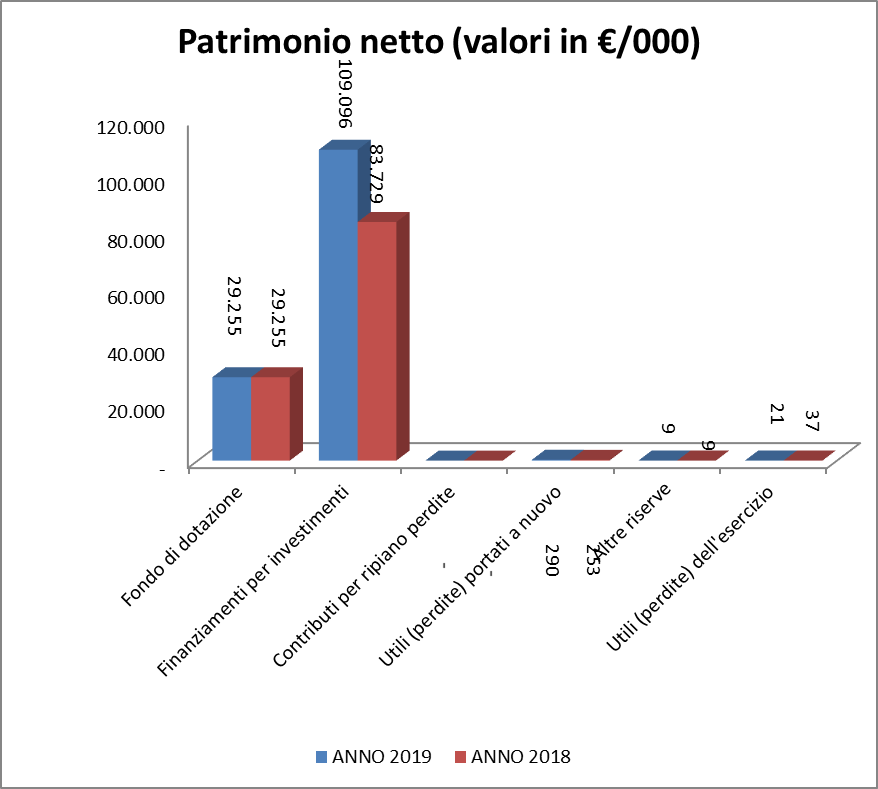 Patrimonio netto (valori in €/000)
120.000
100.000
80.000
60.000
40.000
20.000
-
29.255
29.255
109.096
83.729
-
-
290
253
9
9
21
37
Fondo di dotazione
Finanziamenti per investimenti
Contributi per ripiano perdite
Utili (perdite) portati a nuovo
Altre riserve
Utili (perdite) dell'esercizio
ANNO 2019
ANNO 2018